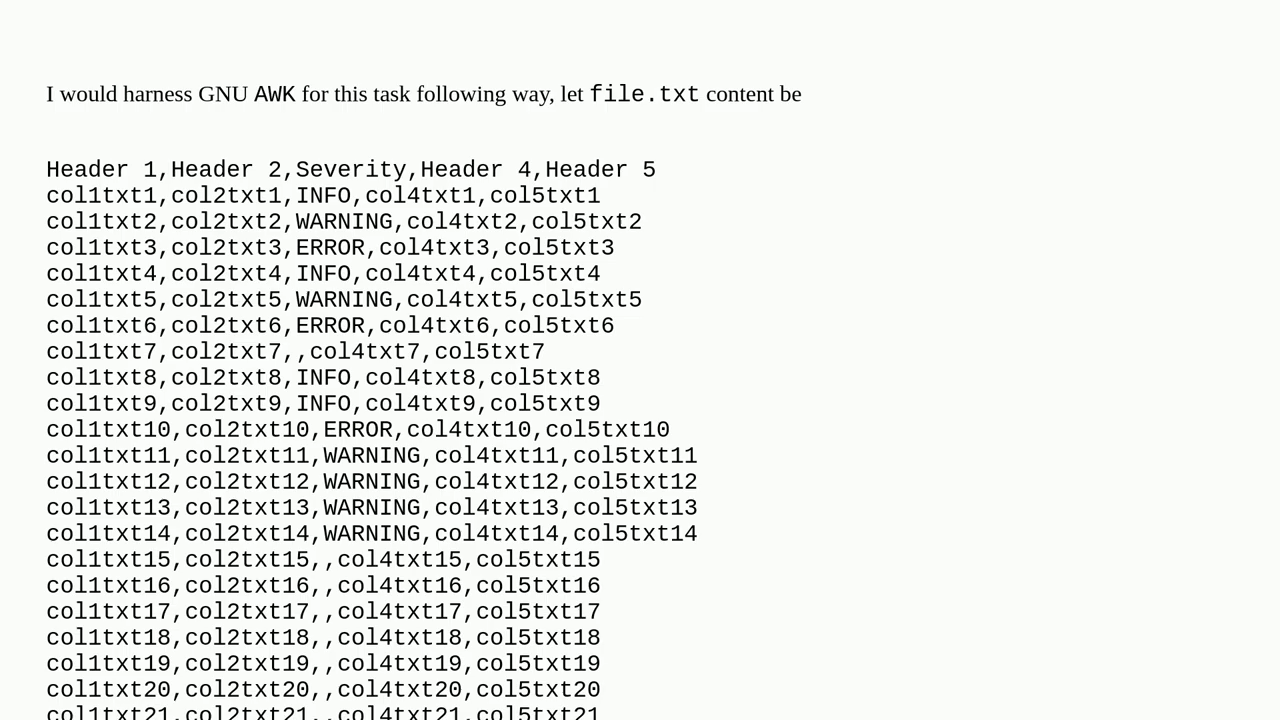 I would harness GNU AWK for this task following way, let file.txt content be
Header 1,Header 2,Severity,Header 4,Header 5
col1txt1,col2txt1,INFO,col4txt1,col5txt1
col1txt2,col2txt2,WARNING,col4txt2,col5txt2
col1txt3,col2txt3,ERROR,col4txt3,col5txt3
col1txt4,col2txt4,INFO,col4txt4,col5txt4
col1txt5,col2txt5,WARNING,col4txt5,col5txt5
col1txt6,col2txt6,ERROR,col4txt6,col5txt6
col1txt7,col2txt7,,col4txt7,col5txt7
col1txt8,col2txt8,INFO,col4txt8,col5txt8
col1txt9,col2txt9,INFO,col4txt9,col5txt9
col1txt10,col2txt10,ERROR,col4txt10,col5txt10
col1txt11,col2txt11,WARNING,col4txt11,col5txt11
col1txt12,col2txt12,WARNING,col4txt12,col5txt12
col1txt13,col2txt13,WARNING,col4txt13,col5txt13
col1txt14,col2txt14,WARNING,col4txt14,col5txt14
col1txt15,col2txt15,,col4txt15,col5txt15
col1txt16,col2txt16,,col4txt16,col5txt16
col1txt17,col2txt17,,col4txt17,col5txt17
col1txt18,col2txt18,,col4txt18,col5txt18
col1txt19,col2txt19,,col4txt19,col5txt19
col1txt20,col2txt20,,col4txt20,col5txt20
col1txt21,col2txt21,,col4txt21,col5txt21